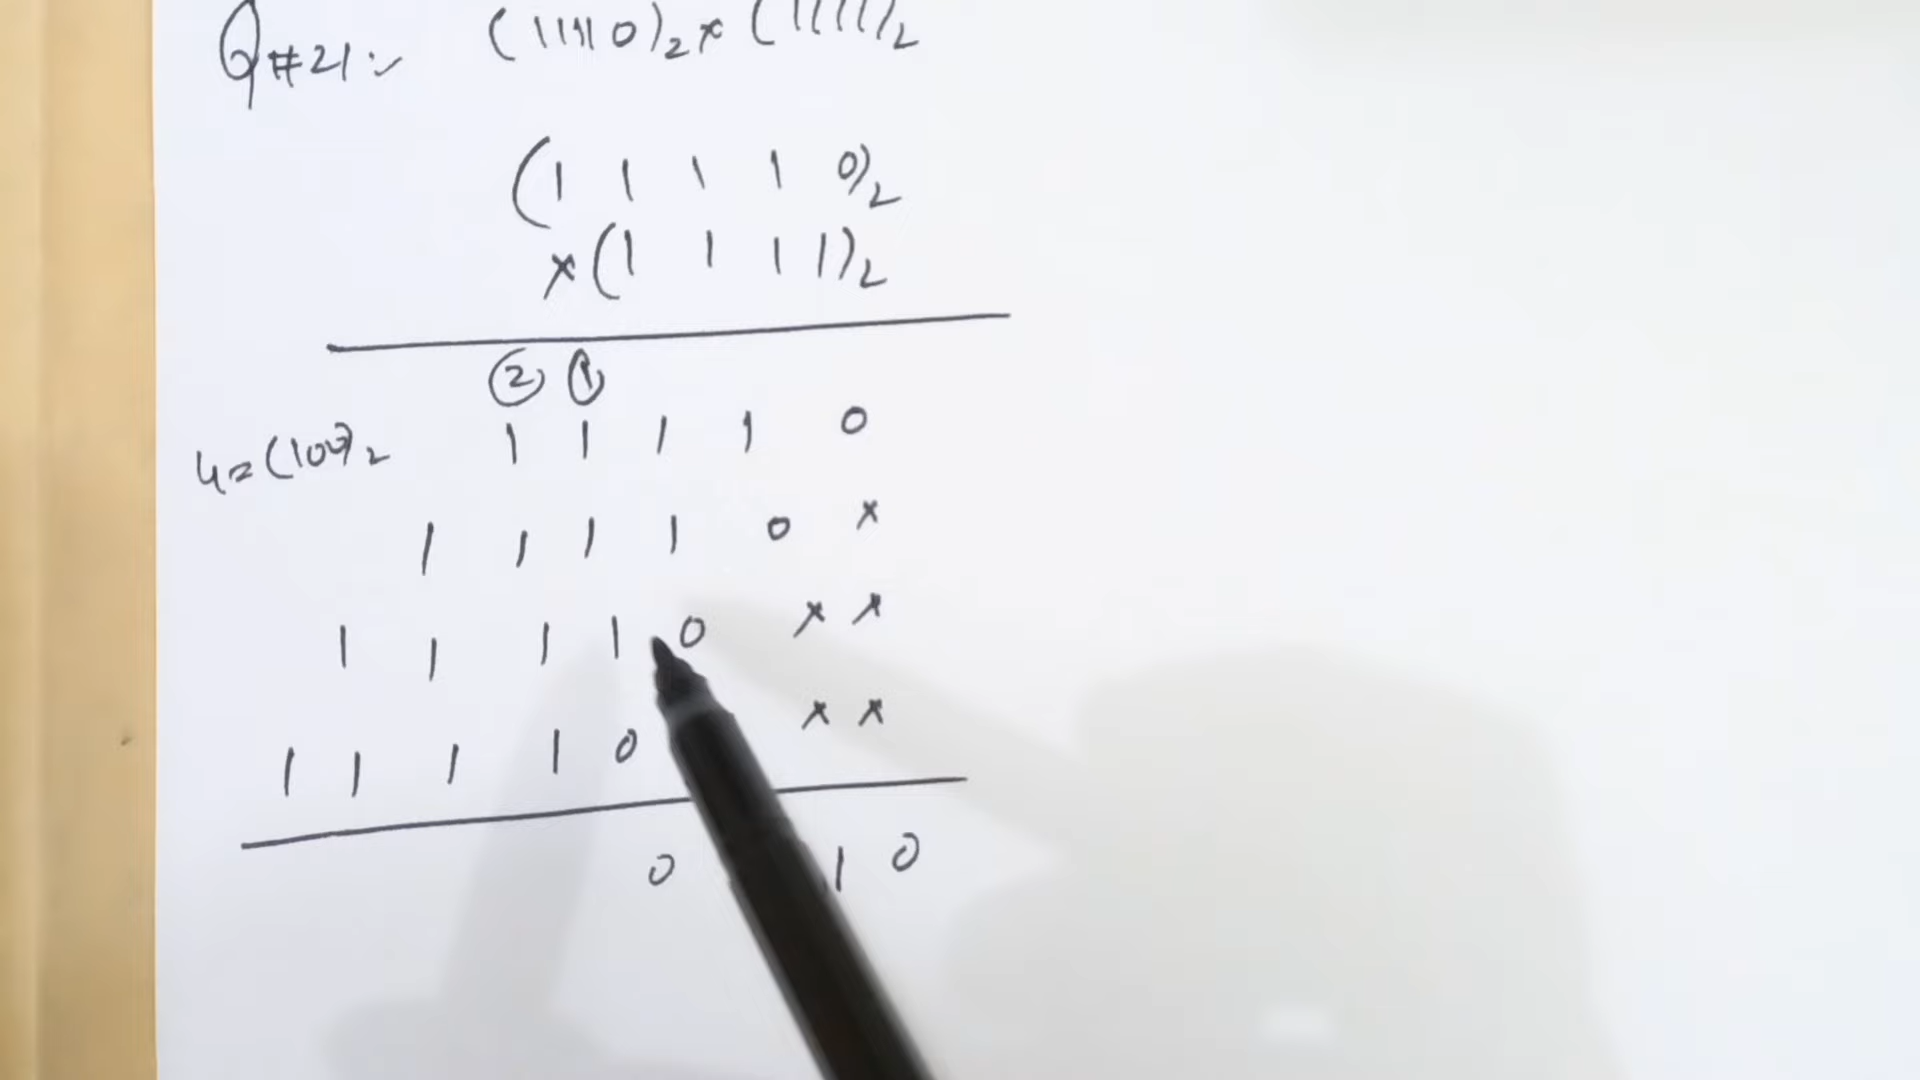 Q#21:- (11110)₂ × (1111)₂
(1 1 1 1 0)₂
×(1 1 1 1)₂
② ①
4=(100)₂ 1 1 1 1 0
1 1 1 1 0 ×
1 1 1 1 0 × ×
1 1 1 1 0 × ×
0 1 0